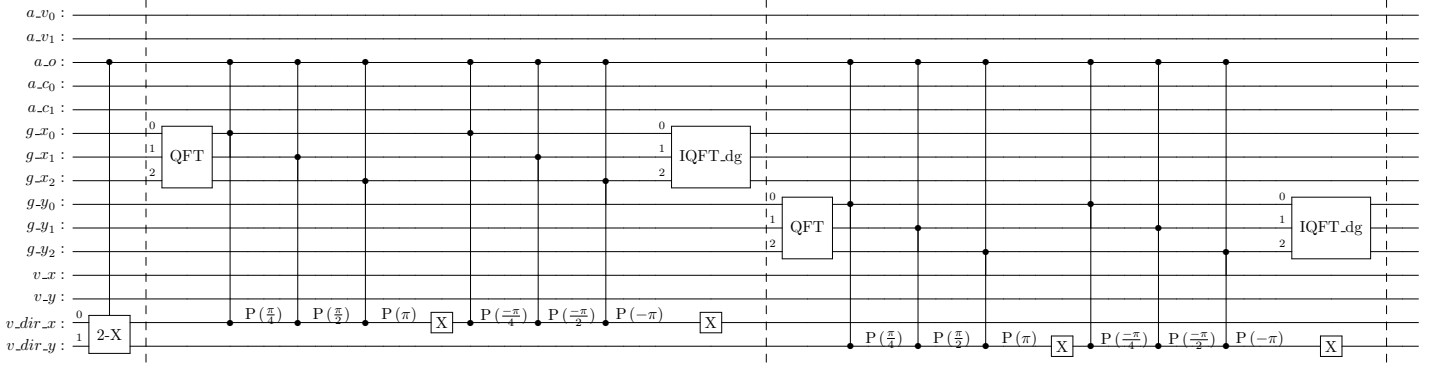 a_v₀ :
a_v₁ :
a_o :
a_c₀ :
a_c₁ :
g_x₀ : 0 0
g_x₁ : 1 QFT 1 IQFT_dg
g_x₂ : 2 2
g_y₀ : 0 0
g_y₁ : 1 QFT 1 IQFT_dg
g_y₂ : 2 2
v_x :
v_y :
v_dir_x : 0 2-X P (π/4) P (π/2) P (π) X P (−π/4) P (−π/2) P (−π) X
v_dir_y : 1 P (π/4) P (π/2) P (π) X P (−π/4) P (−π/2) P (−π) X